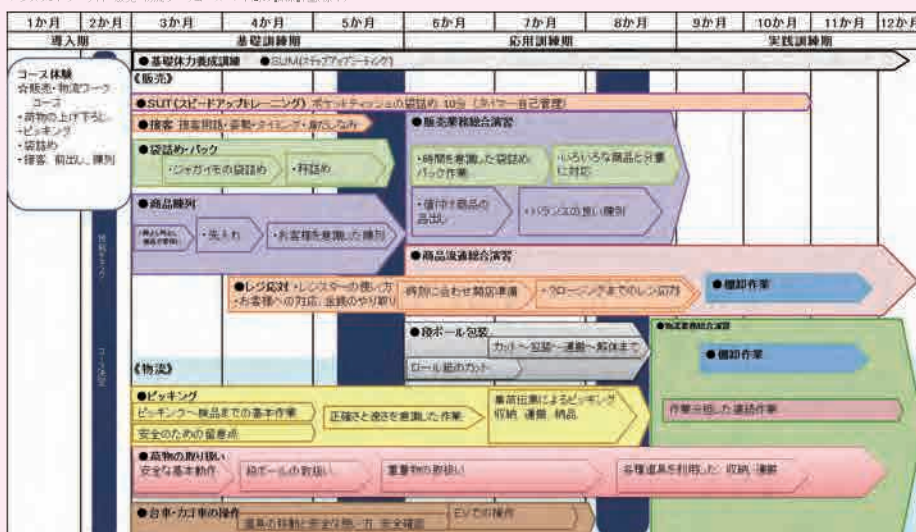 1か月 2か月 3か月 4か月 5か月 6か月 7か月 8か月 9か月 10か月 11か月 12か月
導入期 基礎訓練期 応用訓練期 実践訓練期
コース体験
☆販売・物流ワーク
コース
・荷物の上げ下ろし
・ピッキング
・袋詰め
・接客、前出し、陳列
●基礎体力養成訓練 ●SUM(ステップアップミーティング)
《販売》
●SUT(スピードアップトレーニング) ポケットティッシュの袋詰め 10分 (タイマー自己管理)
●接客 接客用語・姿勢・タイミング・身だしなみ
●販売業務総合演習
●袋詰め・パック
・ジャガイモの袋詰め
・杯詰め
・時間を意識した袋詰め
パック作業
・いろいろな商品と分量
に対応
●商品陳列
・先入れ
・お客様を意識した陳列
・値付け商品の
品出し
・バランスの良い陳列
●商品流通総合演習
●レジ応対 ・レジスターの使い方
・お客様への対応、金銭のやり取り
時刻に合わせ開店準備
・クロージングまでのレジ応対
●棚卸作業
●段ボール包装
カット～包装～運搬～解体まで
ロール紙のカット
●物流業務総合演習
●棚卸作業
《物流》
●ピッキング
ピッキング～検品までの基本作業
安全のための留意点
正確さと速さを意識した作業
集荷伝票によるピッキング
収納、運搬、納品
作業分担した連続作業
●荷物の取り扱い
安全な基本動作
段ボールの取扱い
重量物の取扱い
各種道具を利用した、収納、運搬
●台車・カゴ車の操作
道具の移動と安全な扱い方、安全確認
EVでの操作